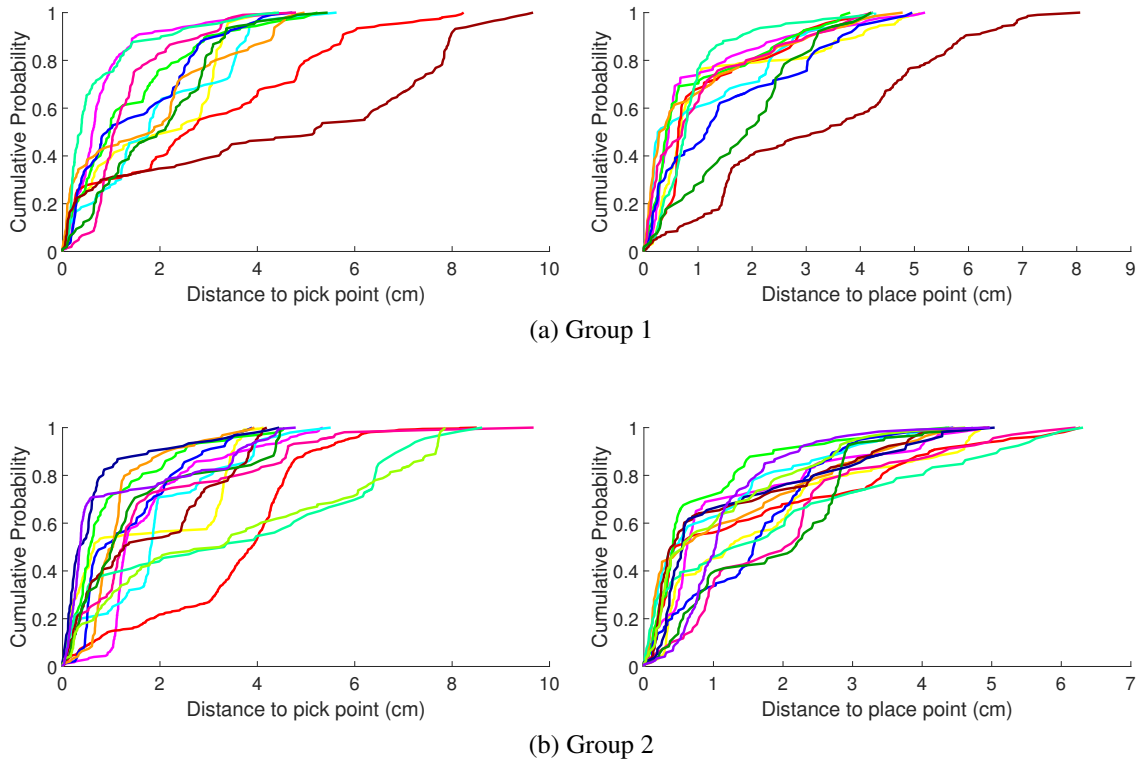 1
0.8
0.6
0.4
0.2
0
Cumulative Probability
0 2 4 6 8 10
Distance to pick point (cm)
1
0.8
0.6
0.4
0.2
0
Cumulative Probability
0 1 2 3 4 5 6 7 8 9
Distance to place point (cm)
(a) Group 1
1
0.8
0.6
0.4
0.2
0
Cumulative Probability
0 2 4 6 8 10
Distance to pick point (cm)
1
0.8
0.6
0.4
0.2
0
Cumulative Probability
0 1 2 3 4 5 6 7
Distance to place point (cm)
(b) Group 2